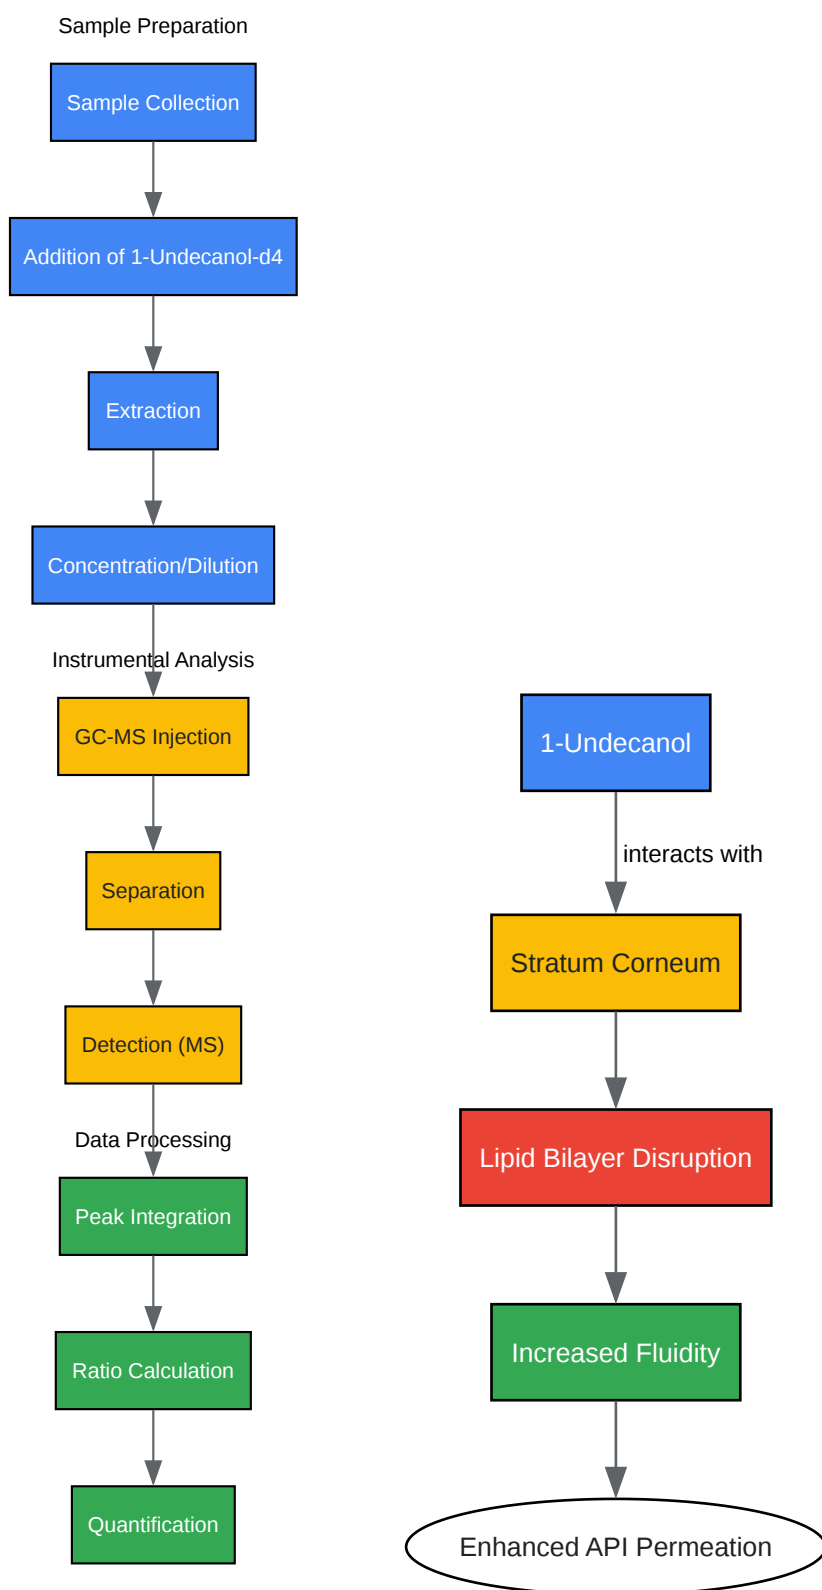 Sample Preparation
Sample Collection
Addition of 1-Undecanol-d4
Extraction
Concentration/Dilution
Instrumental Analysis
GC-MS Injection
Separation
Detection (MS)
Data Processing
Peak Integration
Ratio Calculation
Quantification
1-Undecanol
interacts with
Stratum Corneum
Lipid Bilayer Disruption
Increased Fluidity
Enhanced API Permeation